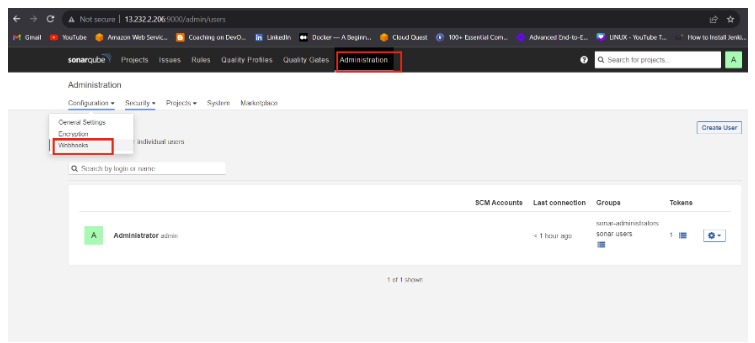 Not secure | 13.232.2.206:9000/admin/users
Gmail YouTube Amazon Web Servic... Coaching on DevO... LinkedIn Docker — A Beginn... Cloud Quest 100+ Essential Com... Advanced End-to-E... LINUX - YouTube T... How to Install Jenki...
sonarqube Projects Issues Rules Quality Profiles Quality Gates Administration Search for projects... A
Administration
Configuration Security Projects System Marketplace
General Settings
Encryption
Webhooks
individual users
Create User
Search by login or name
SCM Accounts Last connection Groups Tokens
A Administrator admin < 1 hour ago sonar-administrators sonar-users 1
1 of 1 shown